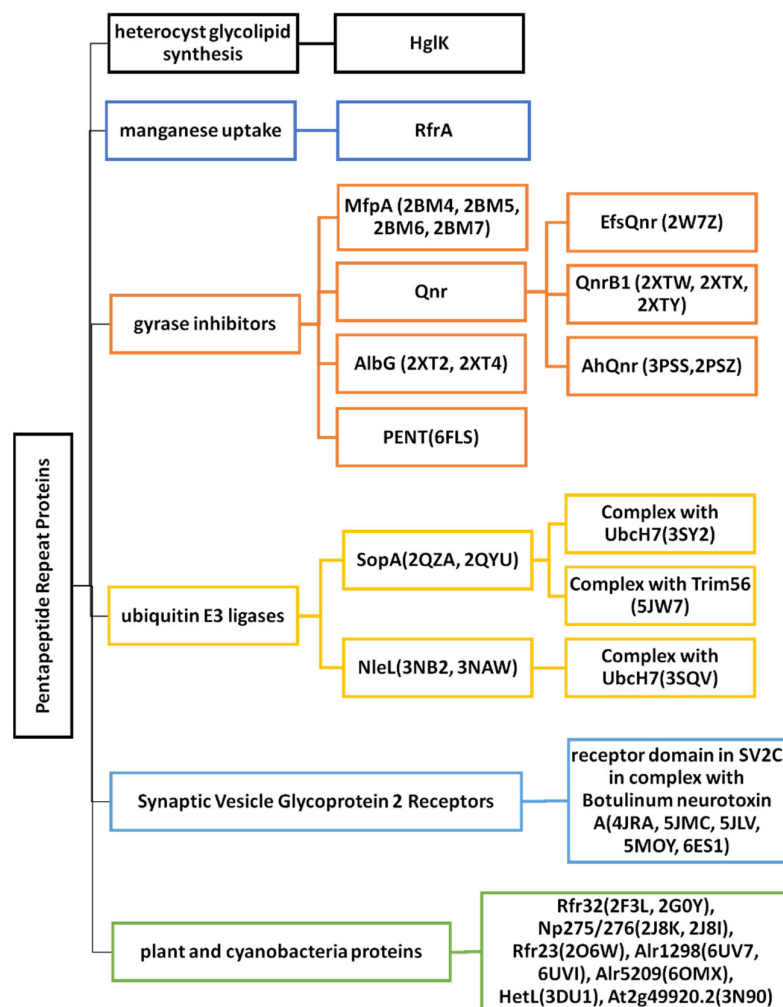 Pentapeptide Repeat Proteins
heterocyst glycolipid
synthesis
HglK
manganese uptake
RfrA
gyrase inhibitors
MfpA (2BM4, 2BM5,
2BM6, 2BM7)
Qnr
EfsQnr (2W7Z)
QnrB1 (2XTW, 2XTX,
2XTY)
AhQnr (3PSS,2PSZ)
AlbG (2XT2, 2XT4)
PENT(6FLS)
ubiquitin E3 ligases
SopA(2QZA, 2QYU)
Complex with
UbcH7(3SY2)
Complex with Trim56
(5JW7)
NleL(3NB2, 3NAW)
Complex with
UbcH7(3SQV)
Synaptic Vesicle Glycoprotein 2 Receptors
receptor domain in SV2C
in complex with
Botulinum neurotoxin
A(4JRA, 5JMC, 5JLV,
5MOY, 6ES1)
plant and cyanobacteria proteins
Rfr32(2F3L, 2G0Y),
Np275/276(2J8K, 2J8I),
Rfr23(2O6W), Alr1298(6UV7,
6UVI), Alr5209(6OMX),
HetL(3DU1), At2g49920.2(3N90)